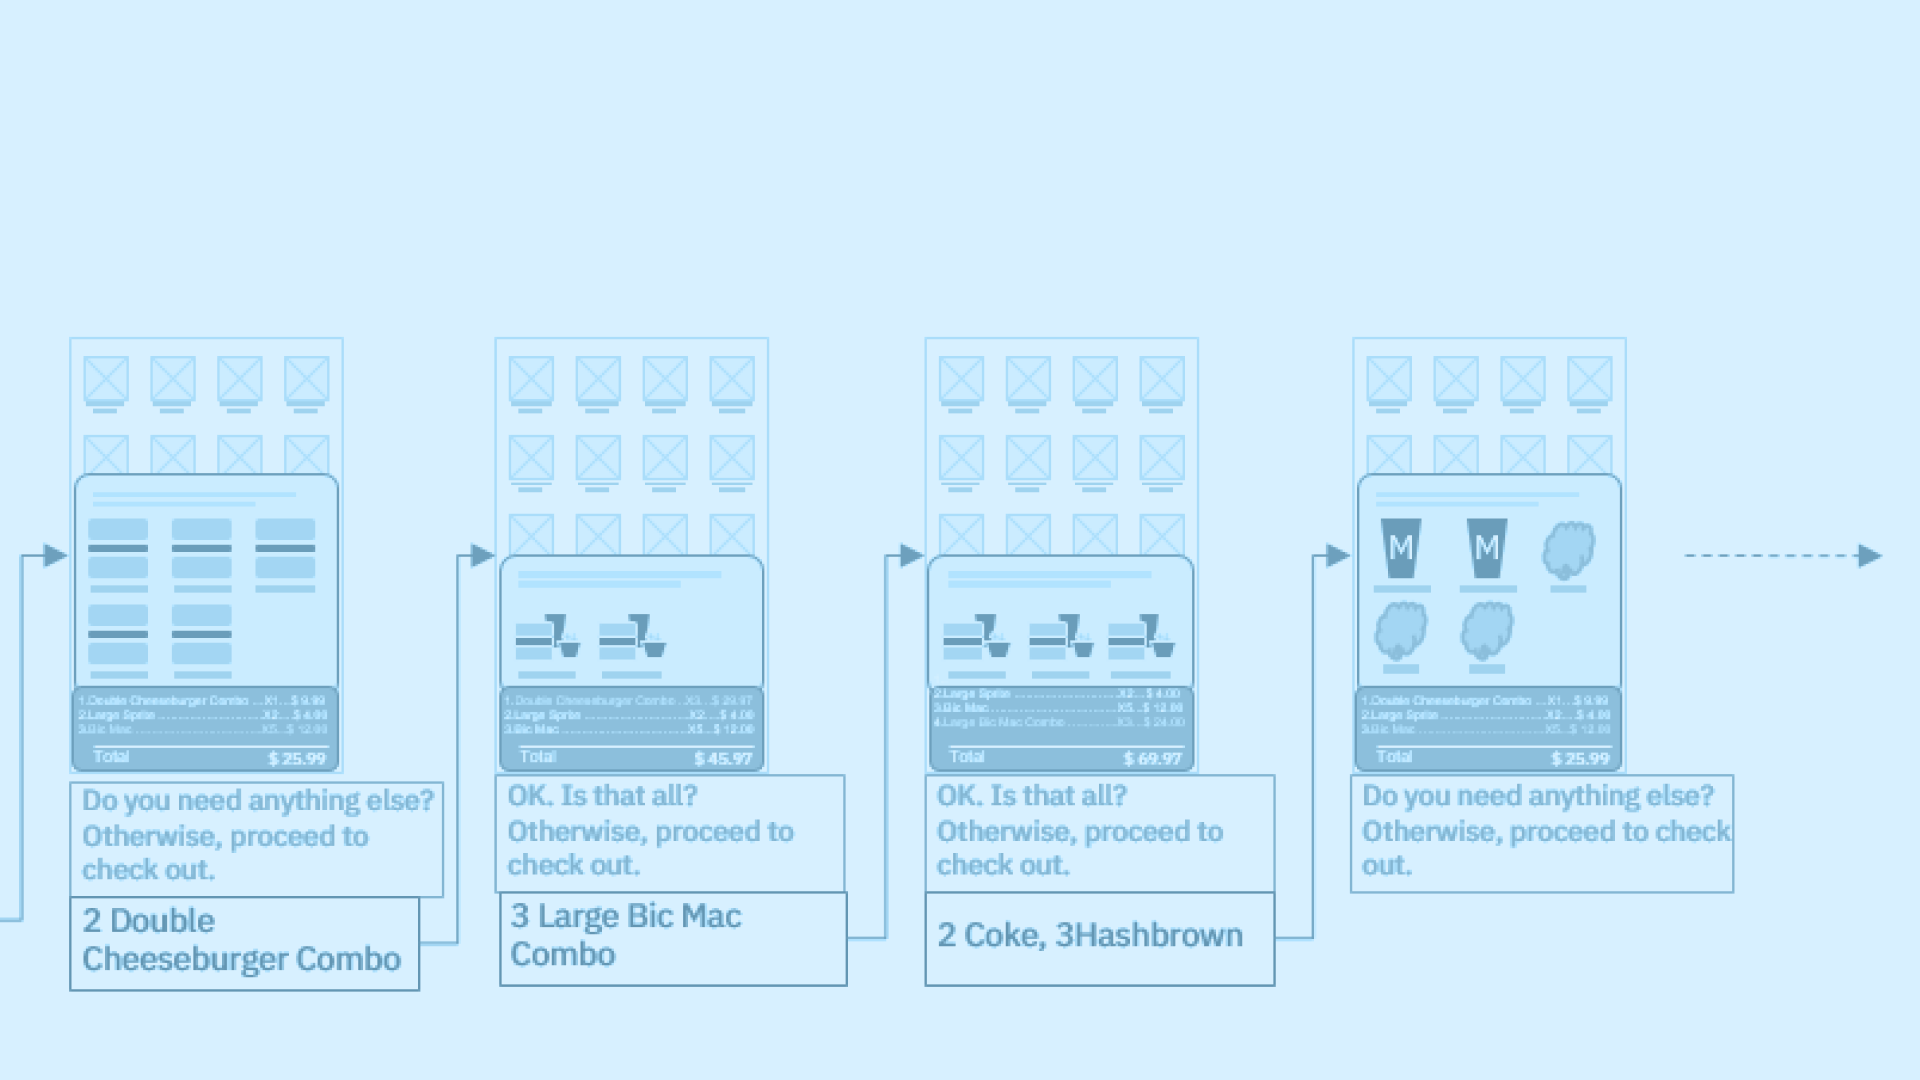 1.Double Cheeseburger Combo ...X1...$ 9.99
2.Large Sprite ........................X2...$ 4.00
3.Bic Mac .............................X5...$ 12.00
Total $ 25.99
Do you need anything else?
Otherwise, proceed to
check out.
2 Double
Cheeseburger Combo
1.Double Cheeseburger Combo ...X3...$ 29.97
2.Large Sprite ........................X2...$ 4.00
3.Bic Mac .............................X5...$ 12.00
Total $ 45.97
OK. Is that all?
Otherwise, proceed to
check out.
3 Large Bic Mac
Combo
2.Large Sprite ........................X2...$ 4.00
3.Bic Mac .............................X5...$ 12.00
4.Large Bic Mac Combo ............X3...$ 24.00
Total $ 69.97
OK. Is that all?
Otherwise, proceed to
check out.
2 Coke, 3Hashbrown
M M
1.Double Cheeseburger Combo ...X1...$ 9.99
2.Large Sprite ........................X2...$ 4.00
3.Bic Mac .............................X5...$ 12.00
Total $ 25.99
Do you need anything else?
Otherwise, proceed to check
out.